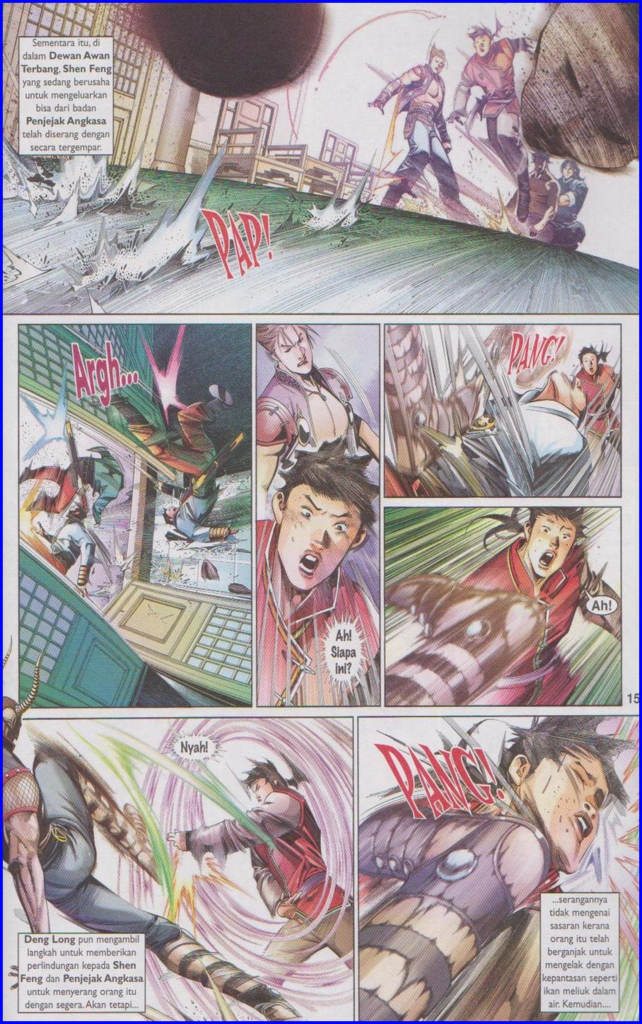 Sementara itu, di
dalam Dewan Awan
Terbang. Shen Feng
yang sedang berusaha
untuk mengeluarkan
bisa dari badan
Penjejak Angkasa
telah diserang dengan
secara tergempar.
PAP!
Argh...
Ah!
Siapa
Ini?
PANG!
Ah!
15
Nyah!
Deng Long pun mengambil
langkah untuk memberikan
perlindungan kepada Shen
Feng dan Penjejak Angkasa
untuk menyerang orang itu
dengan segera. Akan tetapi...
PANG!
...serangannya
tidak mengenai
sasaran kerana
orang itu telah
berganjak untuk
mengelak dengan
kepantasan seperti
ikan meliuk dalam
air. Kemudian....